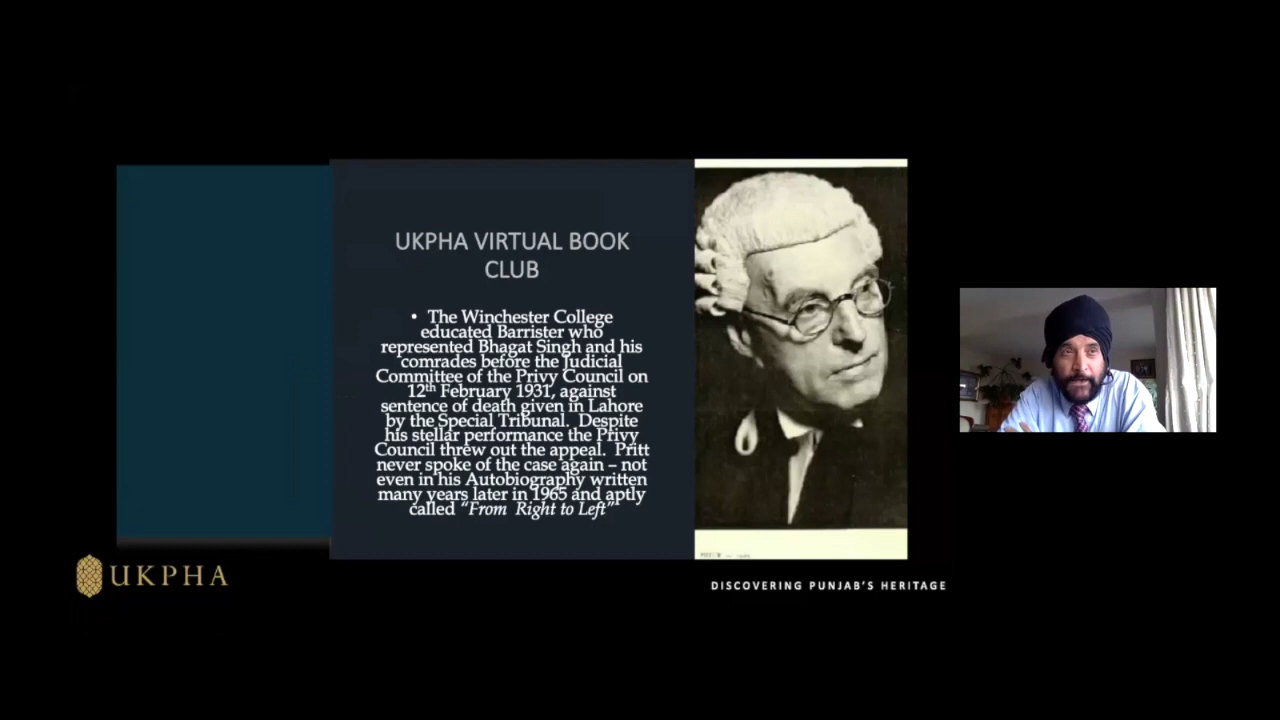 UKPHA VIRTUAL BOOK
CLUB
• The Winchester College
educated Barrister who
represented Bhagat Singh and his
comrades before the Judicial
Committee of the Privy Council on
12th February 1931, against
sentence of death given in Lahore
by the Special Tribunal. Despite
his stellar performance the Privy
Council threw out the appeal. Pritt
never spoke of the case again – not
even in his Autobiography written
many years later in 1965 and aptly
called “From Right to Left”
UKPHA
DISCOVERING PUNJAB'S HERITAGE